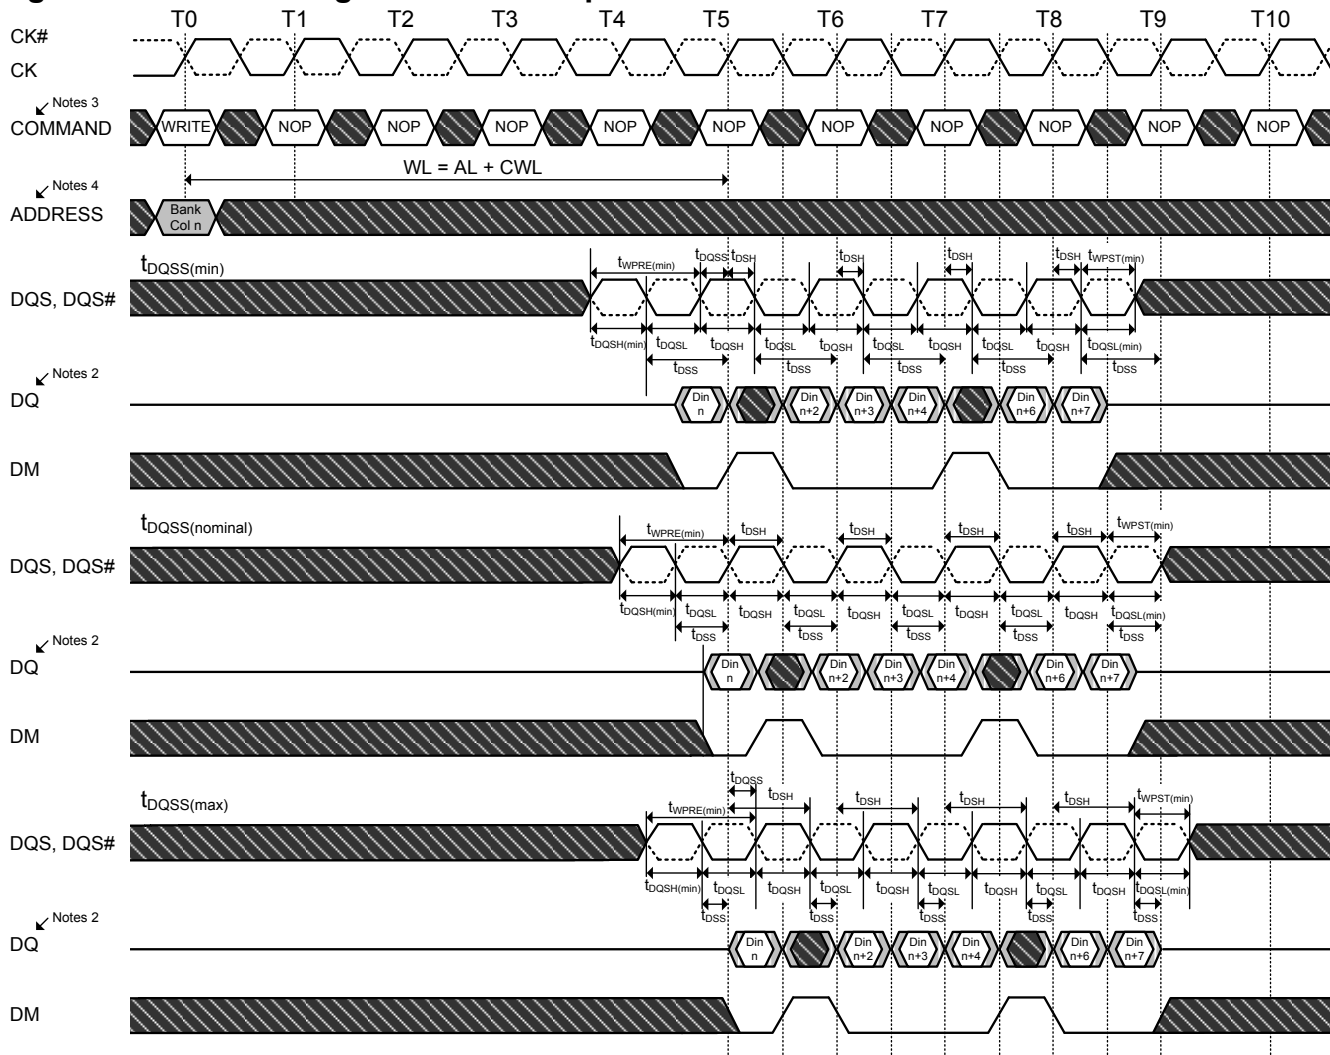 T0 T1 T2 T3 T4 T5 T6 T7 T8 T9 T10
CK#
CK
Notes 3
COMMAND WRITE NOP NOP NOP NOP NOP NOP NOP NOP NOP NOP
WL = AL + CWL
Notes 4
ADDRESS Bank Col n
tDQSS(min) tWPRE(min) tDQSS tDSH tDSH tDSH tDSH tWPST(min)
DQS, DQS#
tDQSH(min) tDQSL tDQSH tDQSL tDQSH tDQSL tDQSH tDQSL tDQSH tDQSL(min)
tDSS tDSS tDSS tDSS tDSS
Notes 2
DQ Din n Din n+2 Din n+3 Din n+4 Din n+6 Din n+7
DM
tDQSS(nominal) tWPRE(min) tDSH tDSH tDSH tDSH tWPST(min)
DQS, DQS#
tDQSH(min) tDQSL tDQSH tDQSL tDQSH tDQSL tDQSH tDQSL tDQSH tDQSL(min)
tDSS tDSS tDSS tDSS tDSS
Notes 2
DQ Din n Din n+2 Din n+3 Din n+4 Din n+6 Din n+7
DM
tDQSS
tDQSS(max) tWPRE(min) tDSH tDSH tDSH tDSH tWPST(min)
DQS, DQS#
tDQSH(min) tDQSL tDQSH tDQSL tDQSH tDQSL tDQSH tDQSL tDQSH tDQSL(min)
tDSS tDSS tDSS tDSS tDSS
Notes 2
DQ Din n Din n+2 Din n+3 Din n+4 Din n+6 Din n+7
DM